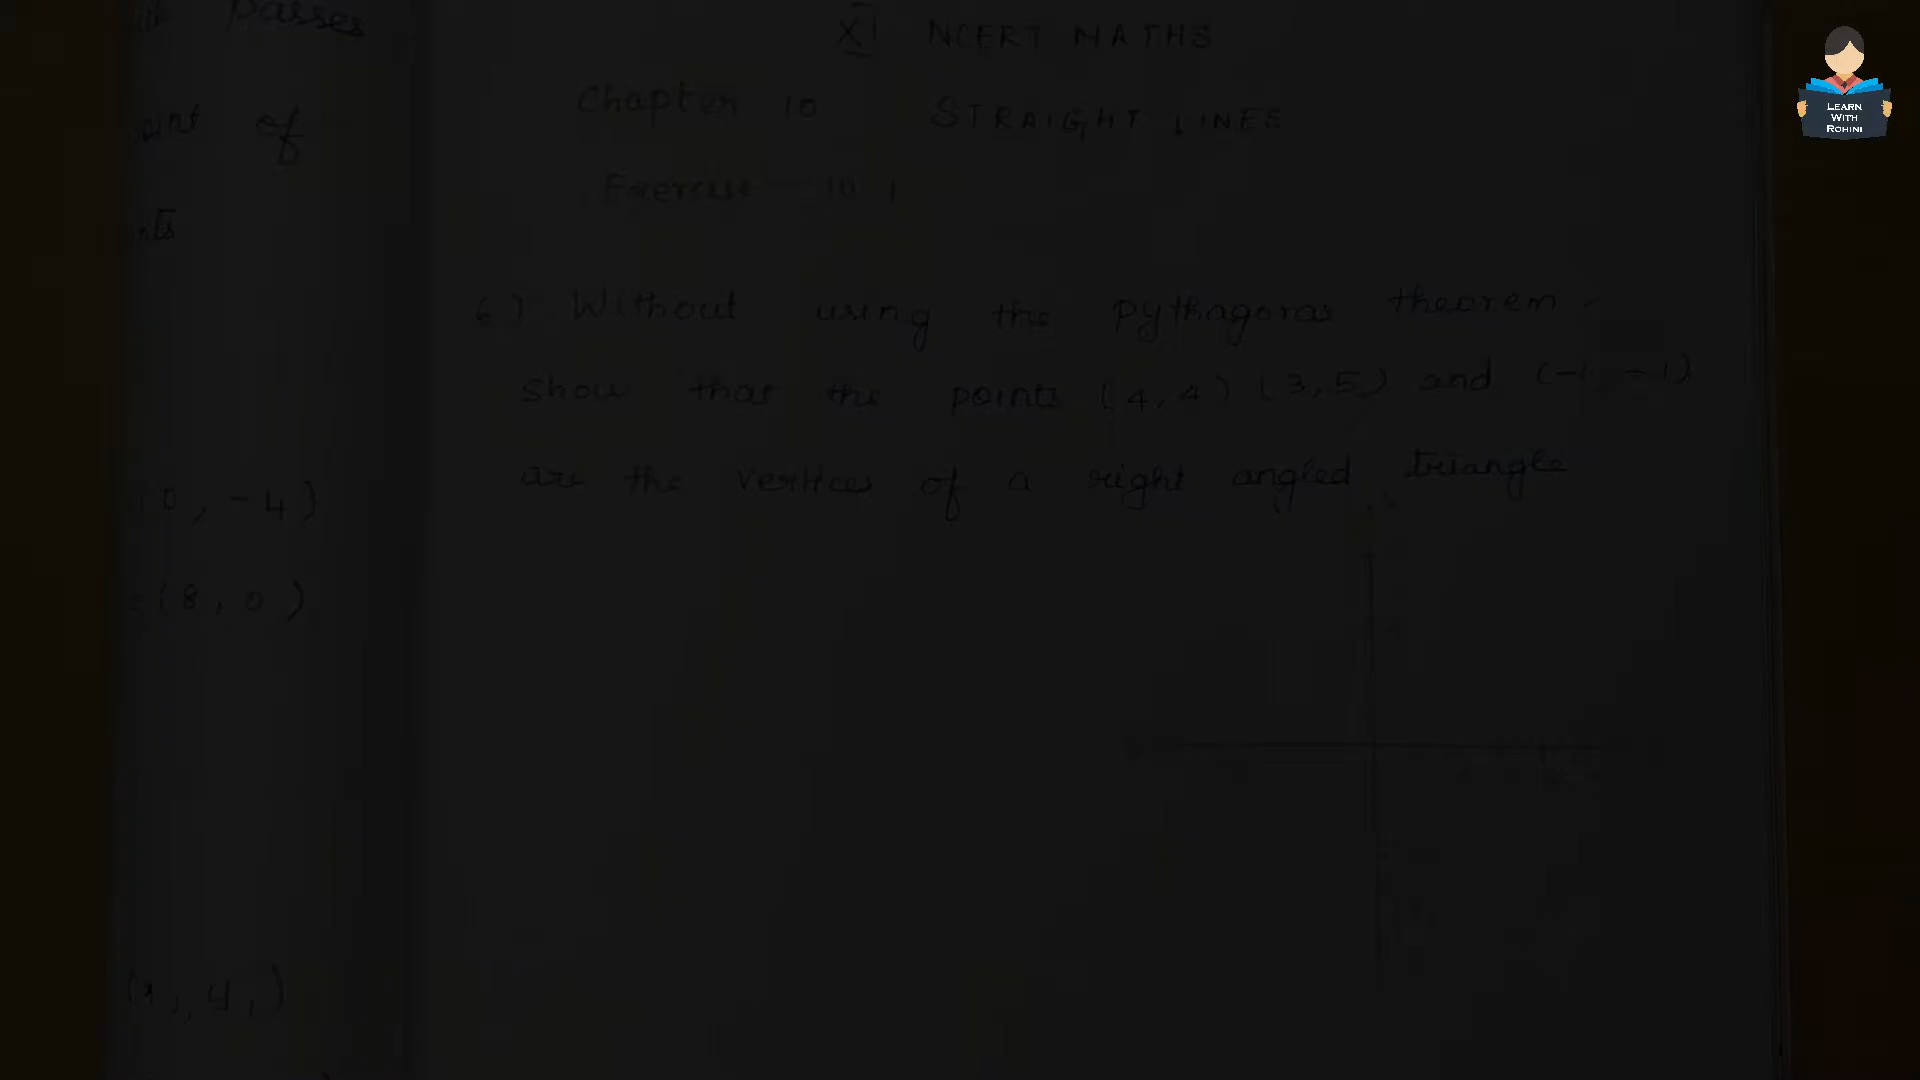 passes
XI NCERT MATHS
Chapter 10 STRAIGHT LINES
of
Exercise 10.1
6) Without using the pythagoras theorem
show that the points (4,4) (3,5) and (-1,-1)
are the vertices of a right angled triangle
(0,-4)
(8,0)
LEARN
WITH
ROHINI